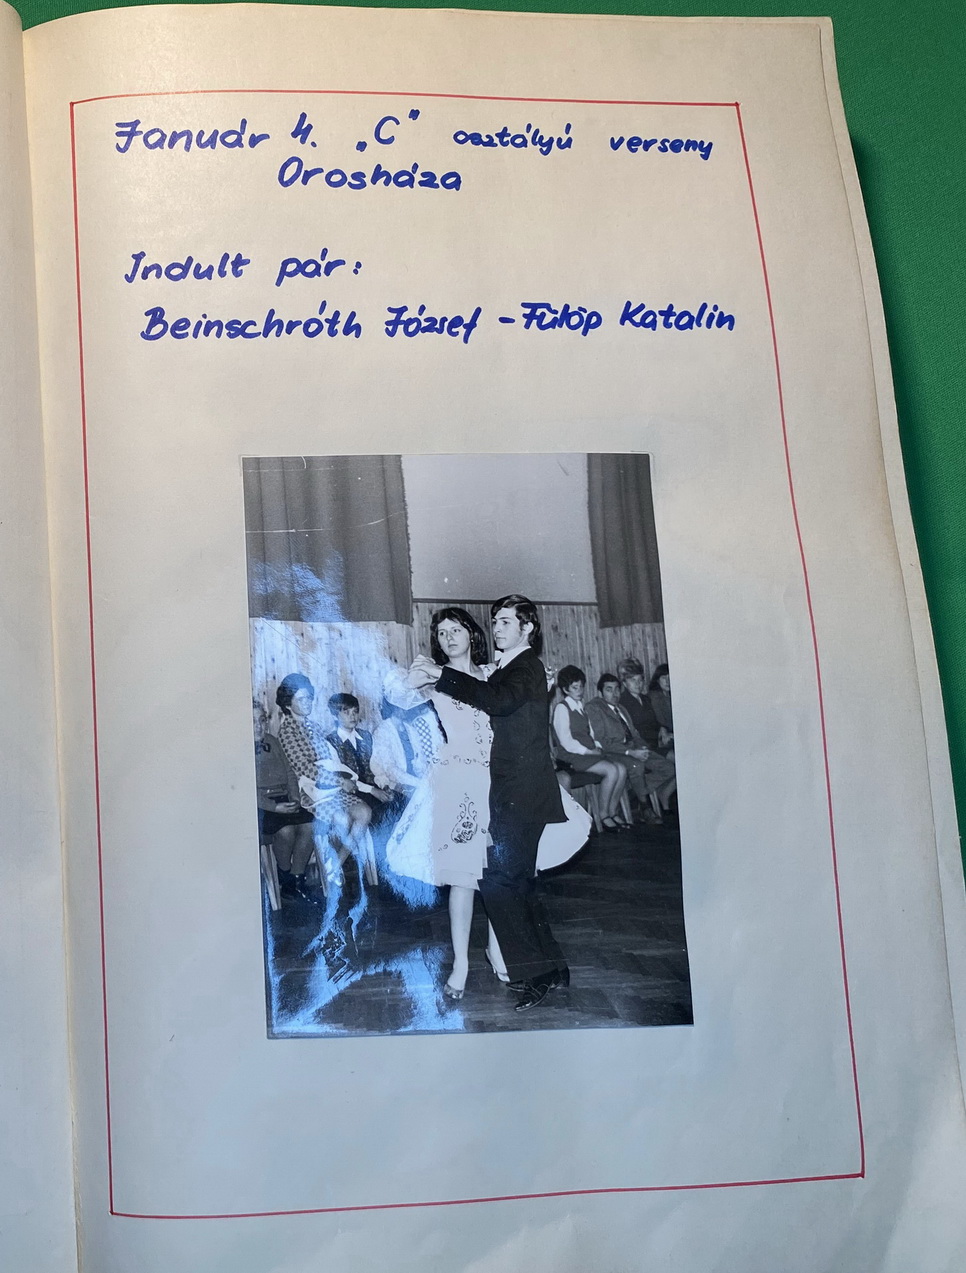 Január 4. „C” osztályú verseny
Orosháza
Indult pár:
Beinschróth József - Fülöp Katalin